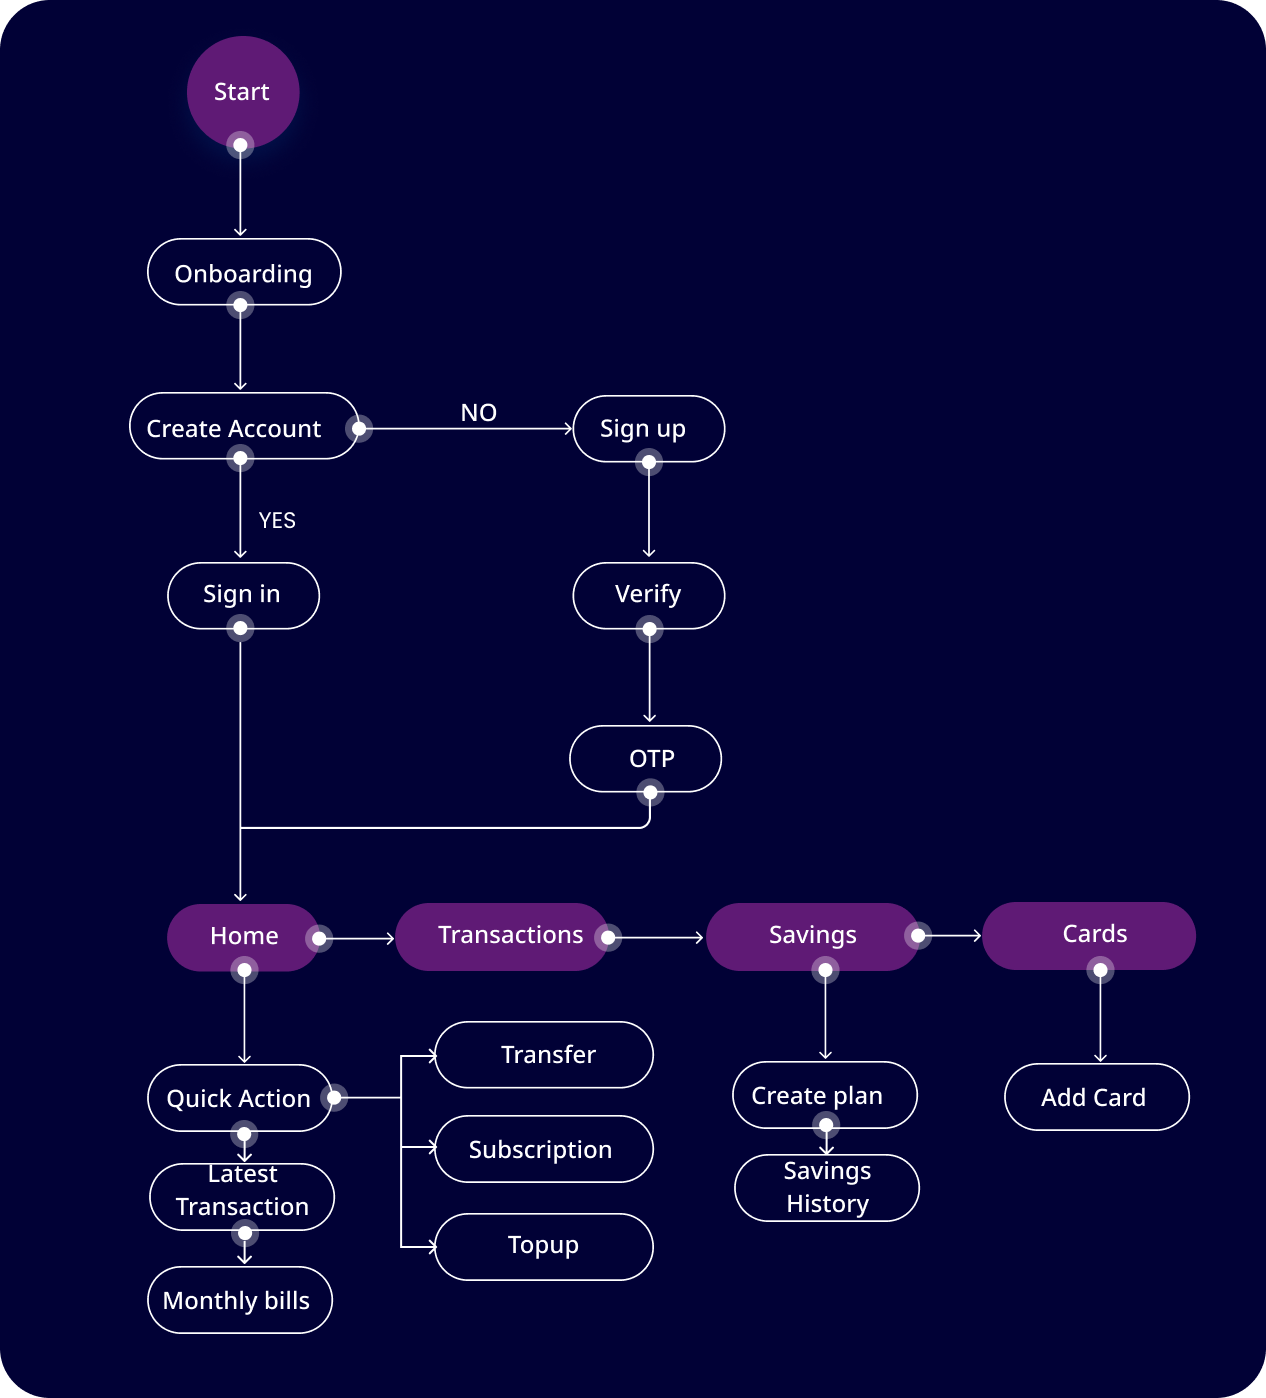 Start
Onboarding
Create Account
NO
Sign up
YES
Sign in
Verify
OTP
Home
Transactions
Savings
Cards
Transfer
Quick Action
Create plan
Add Card
Subscription
Latest
Transaction
Savings
History
Topup
Monthly bills